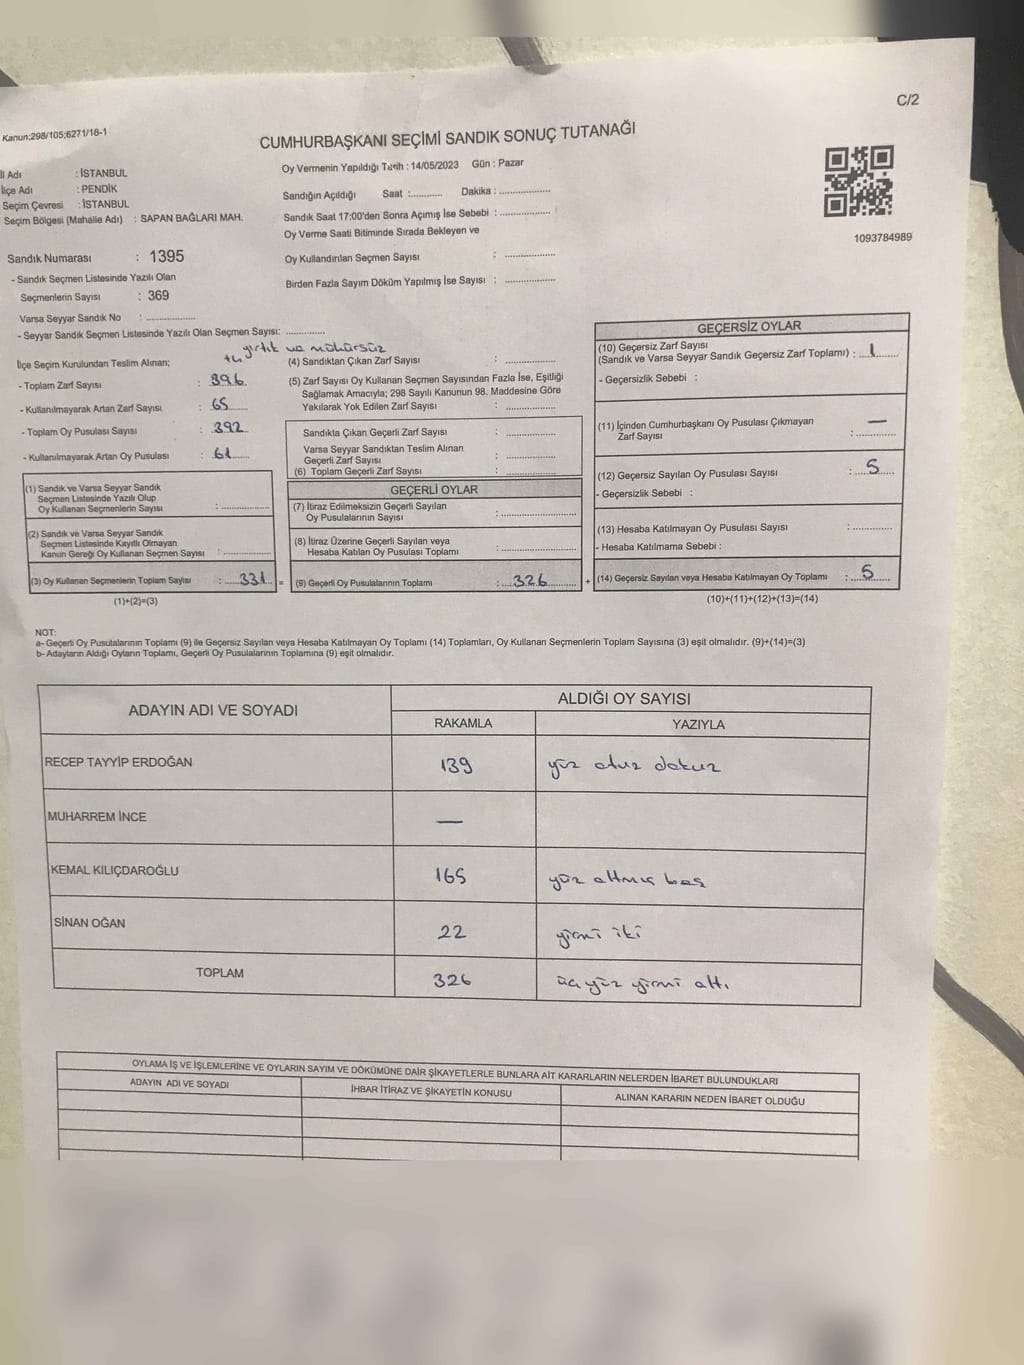 C/2
Kanun:298/105;6271/18-1
CUMHURBAŞKANI SEÇİMİ SANDIK SONUÇ TUTANAĞI
İl Adı : İSTANBUL
İlçe Adı : PENDİK
Seçim Çevresi : İSTANBUL
Seçim Bölgesi (Mahalle Adı) : SAPAN BAĞLARI MAH.
Oy Vermenin Yapıldığı Tarih : 14/05/2023 Gün : Pazar
Sandığın Açıldığı Saat :........... Dakika : ...................
Sandık Saat 17:00'den Sonra Açımış İse Sebebi : ...................
Oy Verme Saati Bitiminde Sırada Bekleyen ve
Oy Kullandırılan Seçmen Sayısı : ...................
Birden Fazla Sayım Döküm Yapılmış İse Sayısı : ...................
1093784989
Sandık Numarası : 1395
- Sandık Seçmen Listesinde Yazılı Olan
Seçmenlerin Sayısı : 369
Varsa Seyyar Sandık No : ...................
- Seyyar Sandık Seçmen Listesinde Yazılı Olan Seçmen Sayısı: ...............
yırtık ve mühürsüz
İlçe Seçim Kurulundan Teslim Alınan;
- Toplam Zarf Sayısı : 396
- Kullanılmayarak Artan Zarf Sayısı : 65
- Toplam Oy Pusulası Sayısı : 392
- Kullanılmayarak Artan Oy Pusulası : 61
(1) Sandık ve Varsa Seyyar Sandık
Seçmen Listesinde Yazılı Olup
Oy Kullanan Seçmenlerin Sayısı : ...................
(2) Sandık ve Varsa Seyyar Sandık
Seçmen Listesinde Kayıtlı Olmayan
Kanun Gereği Oy Kullanan Seçmen Sayısı : ...................
(3) Oy Kullanan Seçmenlerin Toplam Sayısı : 331 =
(1)+(2)=(3)
(4) Sandıktan Çıkan Zarf Sayısı : ...................
(5) Zarf Sayısı Oy Kullanan Seçmen Sayısından Fazla İse, Eşitliği
Sağlamak Amacıyla; 298 Sayılı Kanunun 98. Maddesine Göre
Yakılarak Yok Edilen Zarf Sayısı : ...................
Sandıkta Çıkan Geçerli Zarf Sayısı : ...................
Varsa Seyyar Sandıktan Teslim Alınan
Geçerli Zarf Sayısı : ...................
(6) Toplam Geçerli Zarf Sayısı : ...................
GEÇERLİ OYLAR
(7) İtiraz Edilmeksizin Geçerli Sayılan
Oy Pusulalarının Sayısı : ...................
(8) İtiraz Üzerine Geçerli Sayılan veya
Hesaba Katılan Oy Pusulası Toplamı : ...................
(9) Geçerli Oy Pusulalarının Toplamı : 326 +
GEÇERSİZ OYLAR
(10) Geçersiz Zarf Sayısı
(Sandık ve Varsa Seyyar Sandık Geçersiz Zarf Toplamı) : 1
- Geçersizlik Sebebi :
(11) İçinden Cumhurbaşkanı Oy Pusulası Çıkmayan
Zarf Sayısı : —
(12) Geçersiz Sayılan Oy Pusulası Sayısı : 5
- Geçersizlik Sebebi :
(13) Hesaba Katılmayan Oy Pusulası Sayısı : ...............
- Hesaba Katılmama Sebebi :
(14) Geçersiz Sayılan veya Hesaba Katılmayan Oy Toplamı : 5
(10)+(11)+(12)+(13)=(14)
NOT:
a- Geçerli Oy Pusulalarının Toplamı (9) ile Geçersiz Sayılan veya Hesaba Katılmayan Oy Toplamı (14) Toplamları, Oy Kullanan Seçmenlerin Toplam Sayısına (3) eşit olmalıdır. (9)+(14)=(3)
b- Adayların Aldığı Oyların Toplamı, Geçerli Oy Pusulalarının Toplamına (9) eşit olmalıdır.
ADAYIN ADI VE SOYADI ALDIĞI OY SAYISI
RAKAMLA YAZIYLA
RECEP TAYYİP ERDOĞAN 139 yüz otuz dokuz
MUHARREM İNCE —
KEMAL KILIÇDAROĞLU 165 yüz altmış beş
SİNAN OĞAN 22 yirmi iki
TOPLAM 326 üçyüz yirmi altı
OYLAMA İŞ VE İŞLEMLERİNE VE OYLARIN SAYIM VE DÖKÜMÜNE DAİR ŞİKAYETLERLE BUNLARA AİT KARARLARIN NELERDEN İBARET BULUNDUKLARI
ADAYIN ADI VE SOYADI İHBAR İTİRAZ VE ŞİKAYETİN KONUSU ALINAN KARARIN NEDEN İBARET OLDUĞU